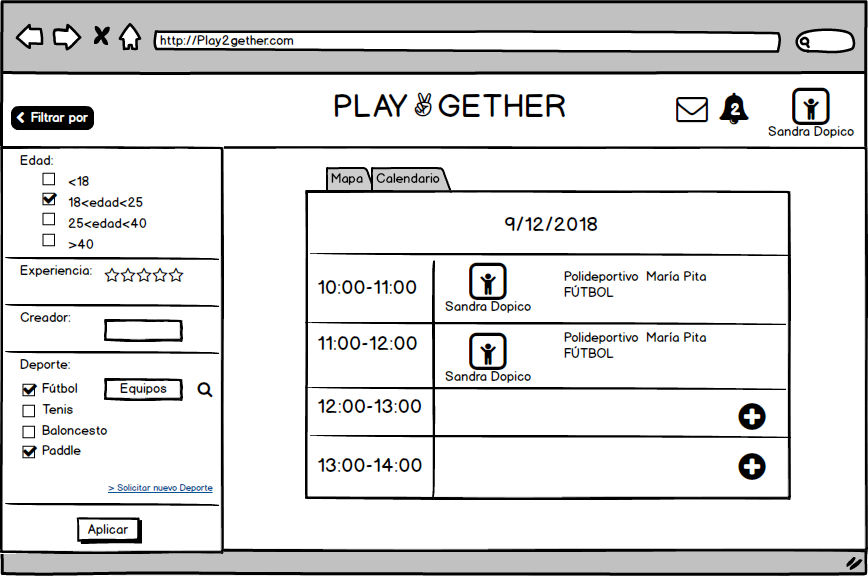 http://Play2gether.com
Filtrar por
PLAY GETHER
2
Sandra Dopico
Edad:
<18
18<edad<25
25<edad<40
>40
Experiencia:
Creador:
Deporte:
Fútbol
Equipos
Tenis
Baloncesto
Paddle
> Solicitar nuevo Deporte
Aplicar
Mapa
Calendario
9/12/2018
10:00-11:00
Sandra Dopico
Polideportivo María Pita
FÚTBOL
11:00-12:00
Sandra Dopico
Polideportivo María Pita
FÚTBOL
12:00-13:00
13:00-14:00